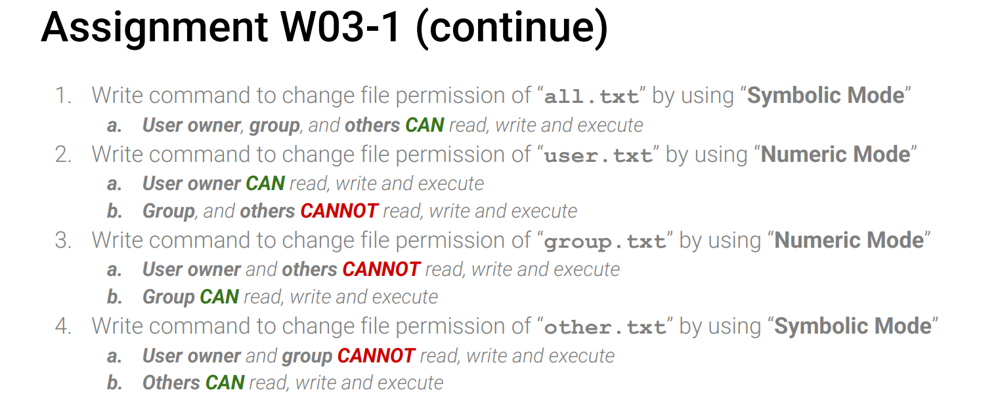 Assignment W03-1 (continue)
1. Write command to change file permission of “all.txt” by using “Symbolic Mode”
a. User owner, group, and others CAN read, write and execute
2. Write command to change file permission of “user.txt” by using “Numeric Mode”
a. User owner CAN read, write and execute
b. Group, and others CANNOT read, write and execute
3. Write command to change file permission of “group.txt” by using “Numeric Mode”
a. User owner and others CANNOT read, write and execute
b. Group CAN read, write and execute
4. Write command to change file permission of “other.txt” by using “Symbolic Mode”
a. User owner and group CANNOT read, write and execute
b. Others CAN read, write and execute